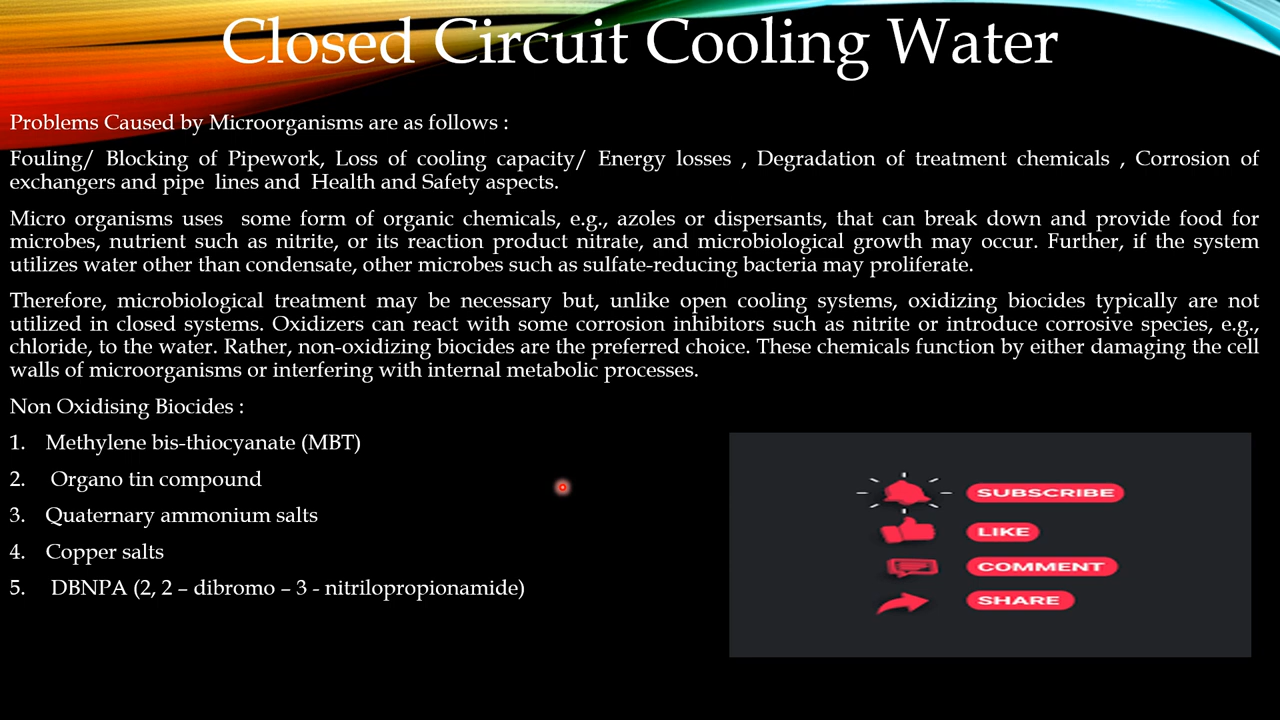 Closed Circuit Cooling Water
Problems Caused by Microorganisms are as follows :
Fouling/ Blocking of Pipework, Loss of cooling capacity/ Energy losses , Degradation of treatment chemicals , Corrosion of
exchangers and pipe lines and Health and Safety aspects.
Micro organisms uses some form of organic chemicals, e.g., azoles or dispersants, that can break down and provide food for
microbes, nutrient such as nitrite, or its reaction product nitrate, and microbiological growth may occur. Further, if the system
utilizes water other than condensate, other microbes such as sulfate-reducing bacteria may proliferate.
Therefore, microbiological treatment may be necessary but, unlike open cooling systems, oxidizing biocides typically are not
utilized in closed systems. Oxidizers can react with some corrosion inhibitors such as nitrite or introduce corrosive species, e.g.,
chloride, to the water. Rather, non-oxidizing biocides are the preferred choice. These chemicals function by either damaging the cell
walls of microorganisms or interfering with internal metabolic processes.
Non Oxidising Biocides :
1. Methylene bis-thiocyanate (MBT)
2. Organo tin compound
3. Quaternary ammonium salts
4. Copper salts
5. DBNPA (2, 2 – dibromo – 3 - nitrilopropionamide)
SUBSCRIBE
LIKE
COMMENT
SHARE